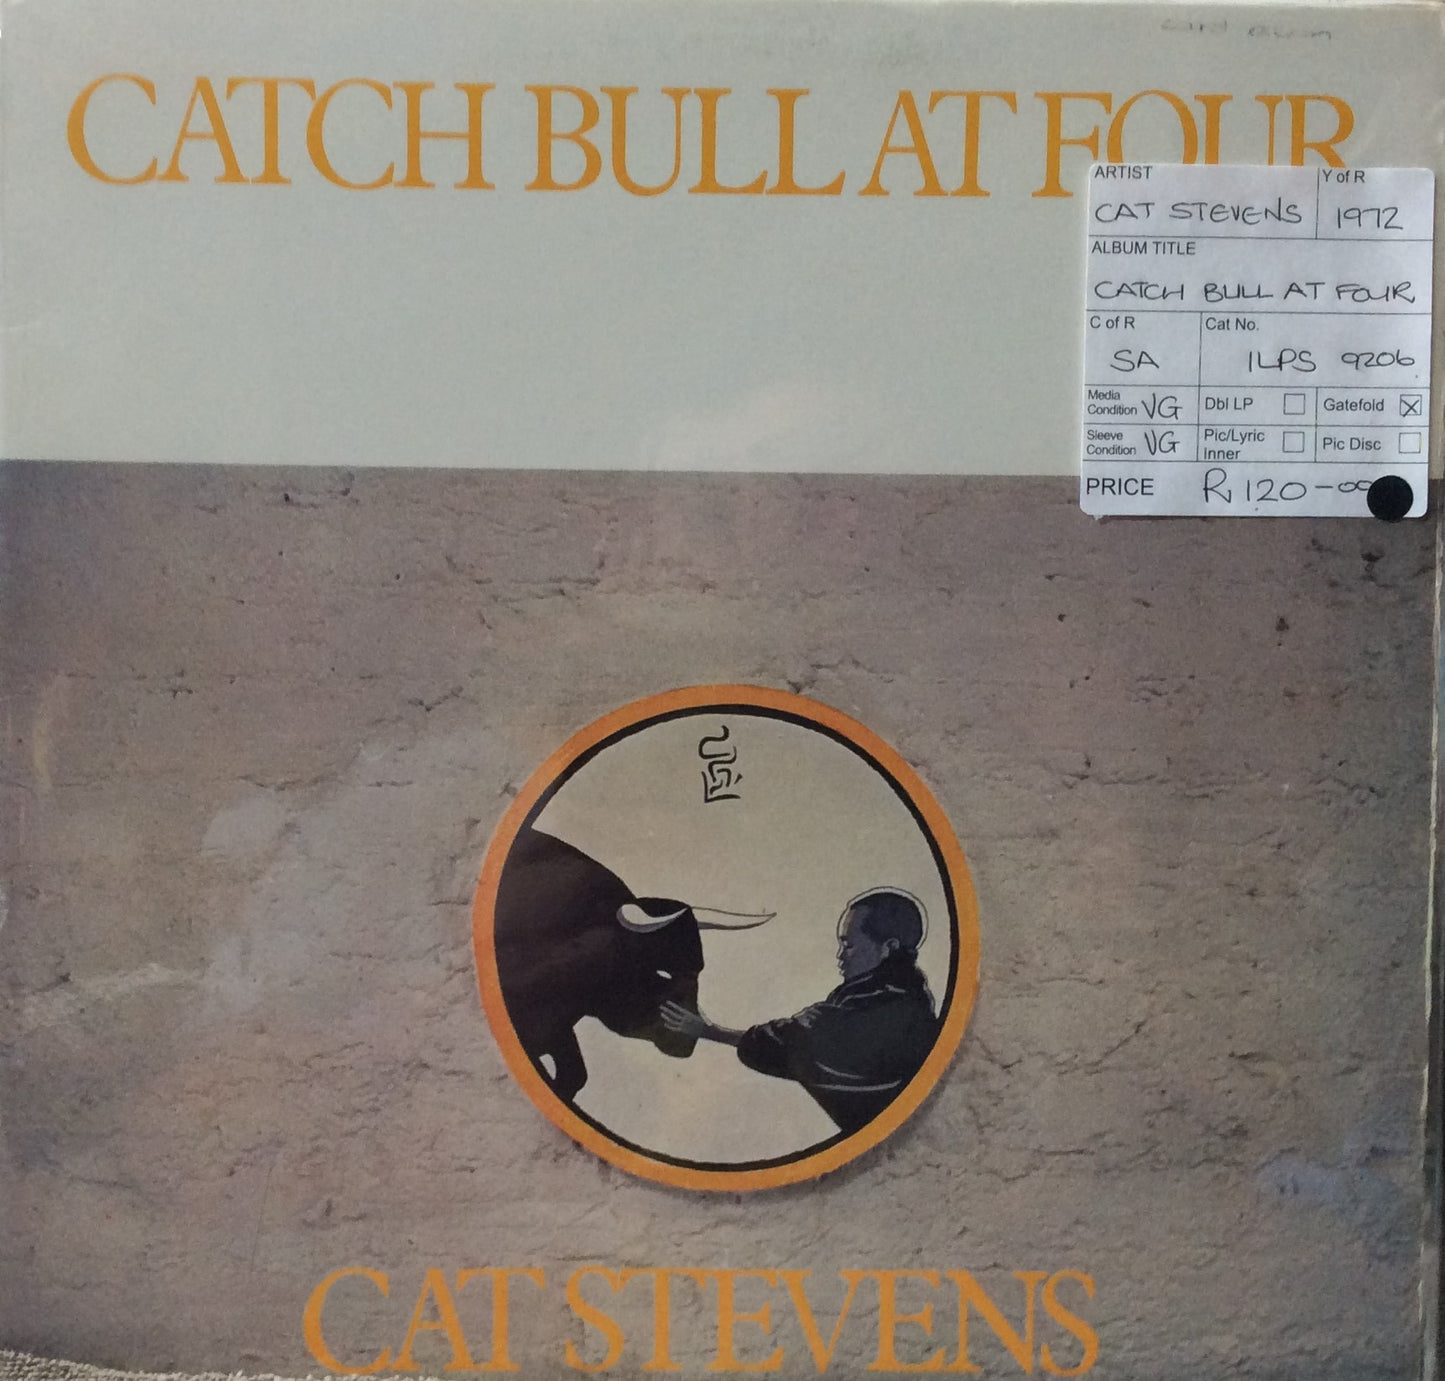 CATCH BULL AT FOUR
ARTIST
Y of R
CAT STEVENS
1972
ALBUM TITLE
CATCH BULL AT FOUR
C of R
Cat No.
SA
ILPS 9206
Media
Condition VG
Dbl LP
Gatefold
Sleeve
Condition VG
Pic/Lyric
Inner
Pic Disc
PRICE
R 120-00
CAT STEVENS